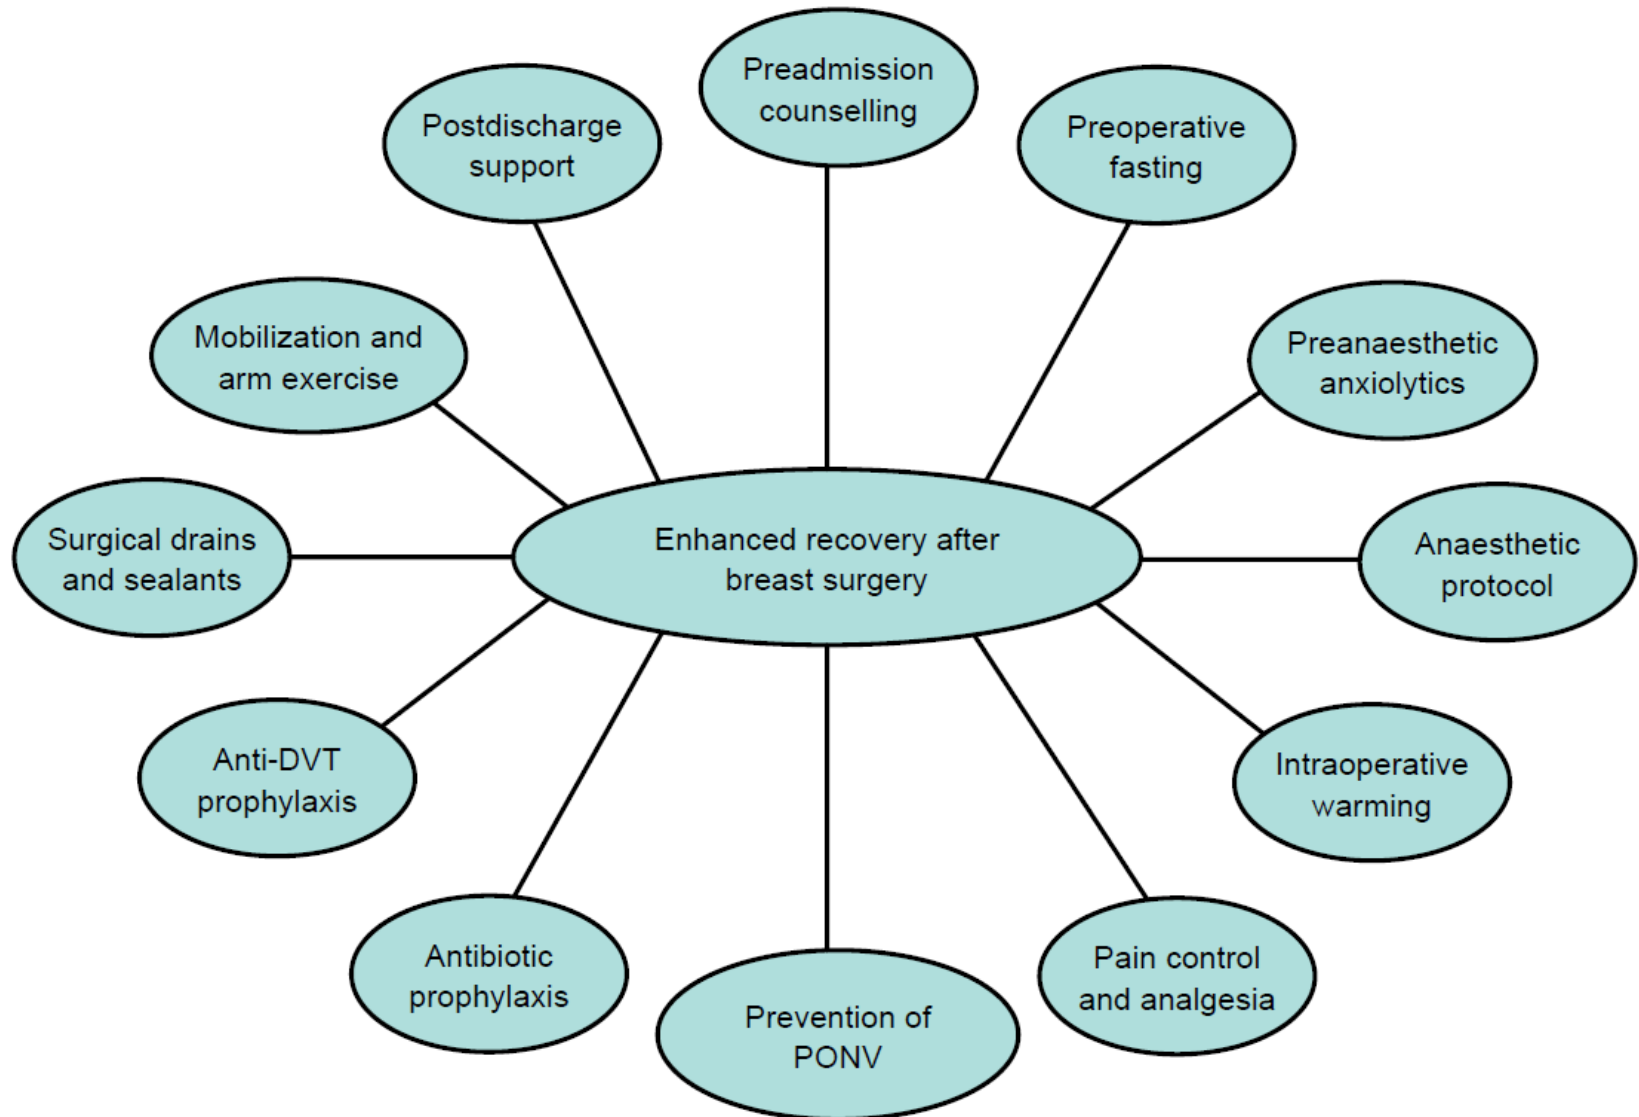 Preadmission
counselling
Postdischarge
support
Preoperative
fasting
Mobilization and
arm exercise
Preanaesthetic
anxiolytics
Surgical drains
and sealants
Enhanced recovery after
breast surgery
Anaesthetic
protocol
Anti-DVT
prophylaxis
Intraoperative
warming
Antibiotic
prophylaxis
Prevention of
PONV
Pain control
and analgesia